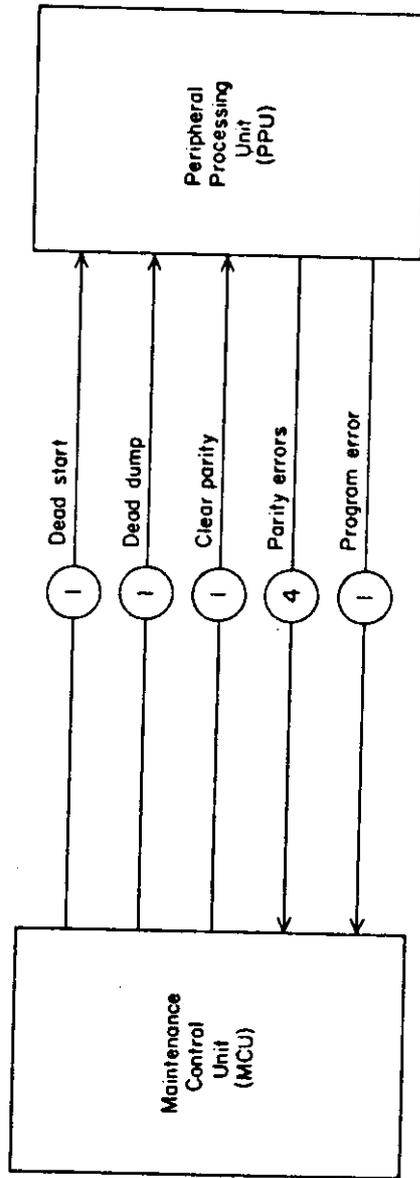 Maintenance
Control
Unit
(MCU)
1
Dead start
1
Dead dump
1
Clear parity
4
Parity errors
1
Program error
Peripheral
Processing
Unit
(PPU)